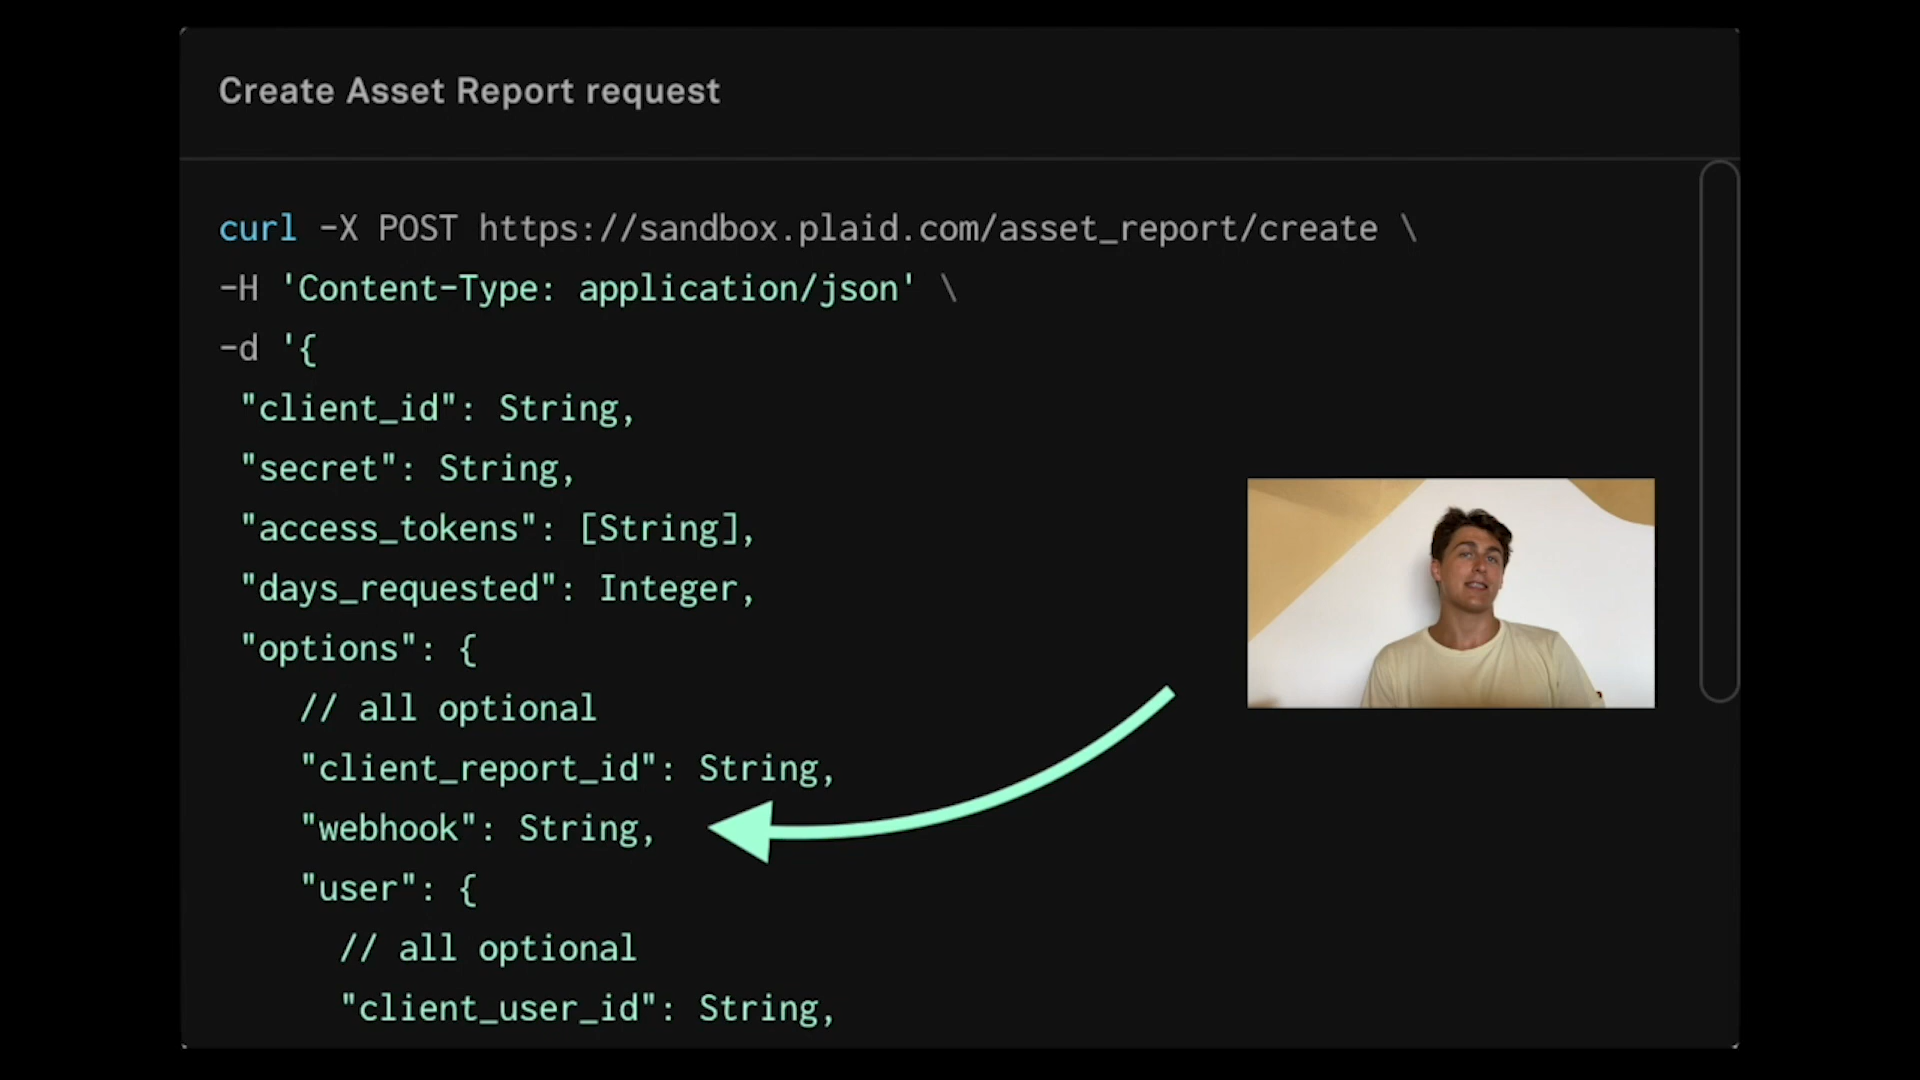 Create Asset Report request
curl -X POST https://sandbox.plaid.com/asset_report/create \
-H 'Content-Type: application/json' \
-d '{
"client_id": String,
"secret": String,
"access_tokens": [String],
"days_requested": Integer,
"options": {
// all optional
"client_report_id": String,
"webhook": String,
"user": {
// all optional
"client_user_id": String,